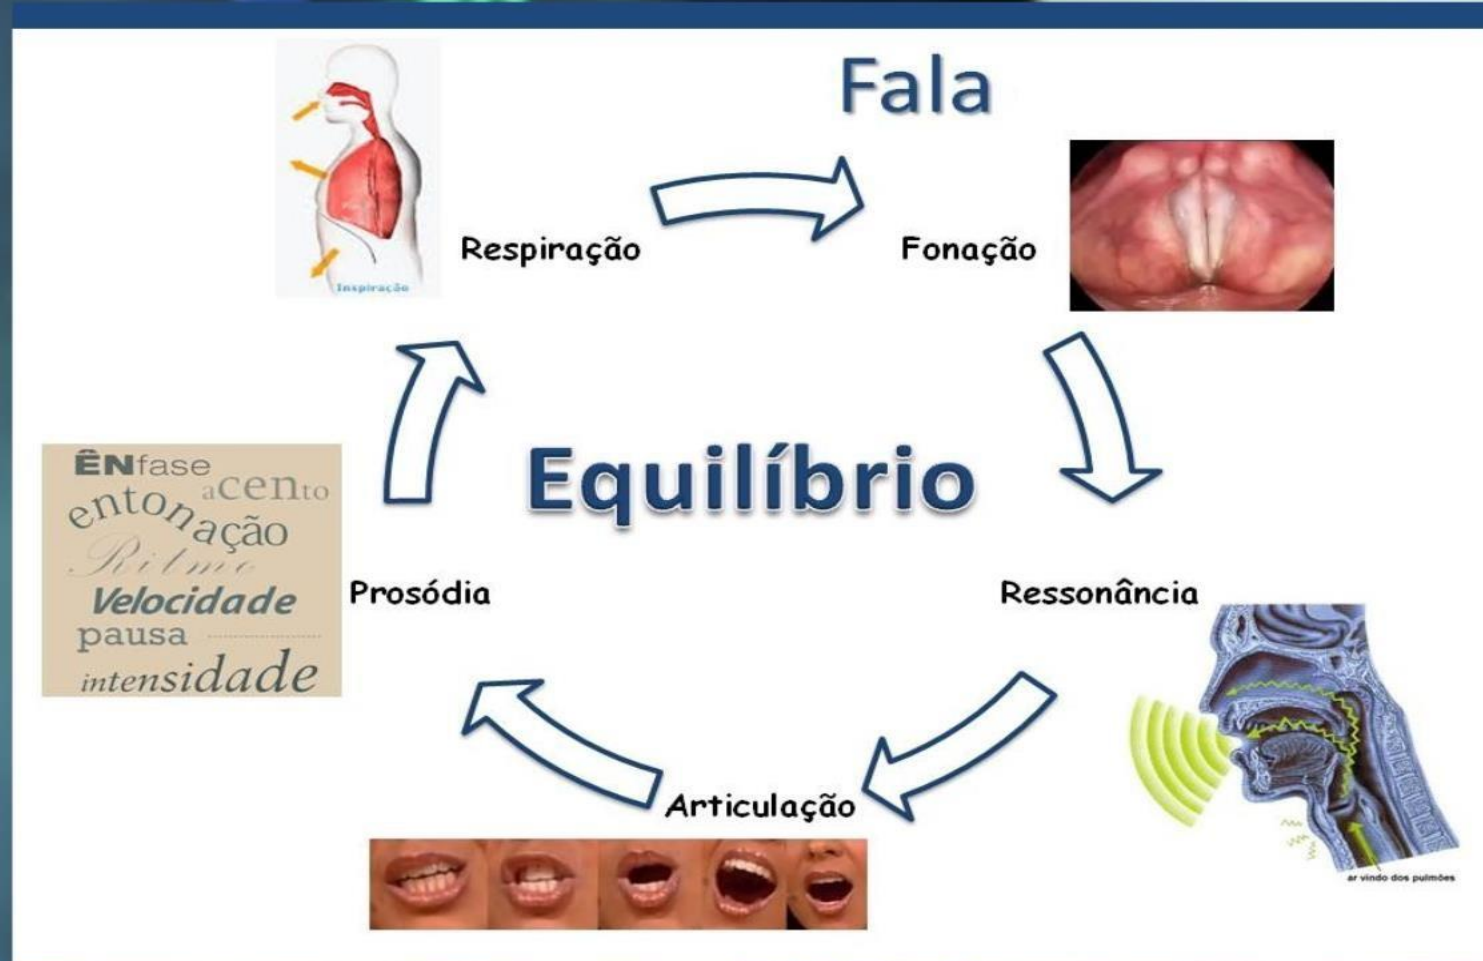 Fala
Respiração
Fonação
Inspiração
Equilíbrio
ÊNfase
acento
entonação
Ritmo
Velocidade
pausa
intensidade
Prosódia
Ressonância
Articulação
ar vindo dos pulmões